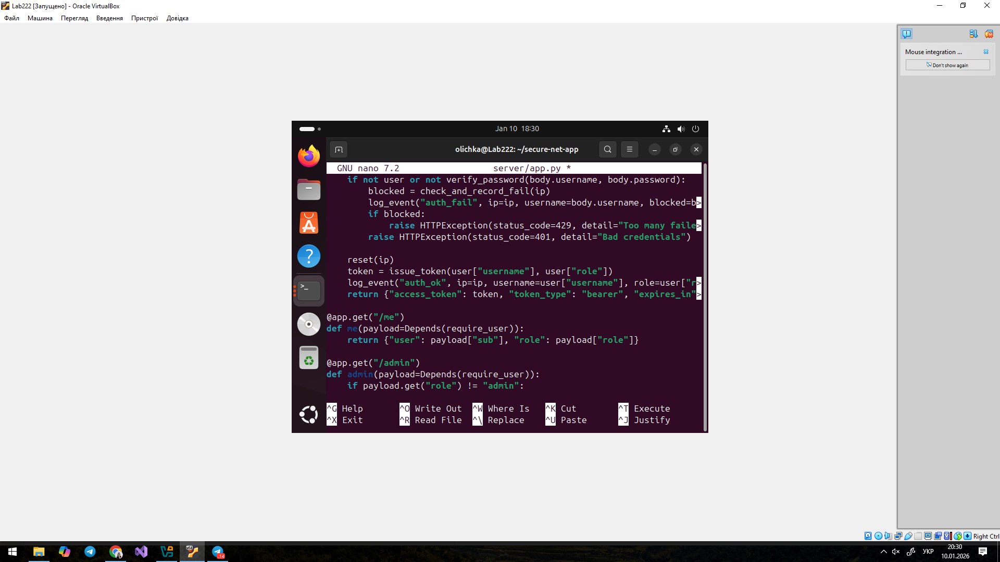 Lab222 [Запущено] - Oracle VirtualBox
Файл Машина Перегляд Введення Пристрої Довідка
Mouse integration ...
Don't show again
Jan 10 18:30
olichka@Lab222: ~/secure-net-app
GNU nano 7.2 server/app.py *
if not user or not verify_password(body.username, body.password):
blocked = check_and_record_fail(ip)
log_event("auth_fail", ip=ip, username=body.username, blocked=b>
if blocked:
raise HTTPException(status_code=429, detail="Too many faile>
raise HTTPException(status_code=401, detail="Bad credentials")
reset(ip)
token = issue_token(user["username"], user["role"])
log_event("auth_ok", ip=ip, username=user["username"], role=user["r>
return {"access_token": token, "token_type": "bearer", "expires_in">
@app.get("/me")
def me(payload=Depends(require_user)):
return {"user": payload["sub"], "role": payload["role"]}
@app.get("/admin")
def admin(payload=Depends(require_user)):
if payload.get("role") != "admin":
^G Help ^O Write Out ^W Where Is ^K Cut ^T Execute
^X Exit ^R Read File ^\ Replace ^U Paste ^J Justify
Right Ctrl
УКР
20:30
10.01.2026
14